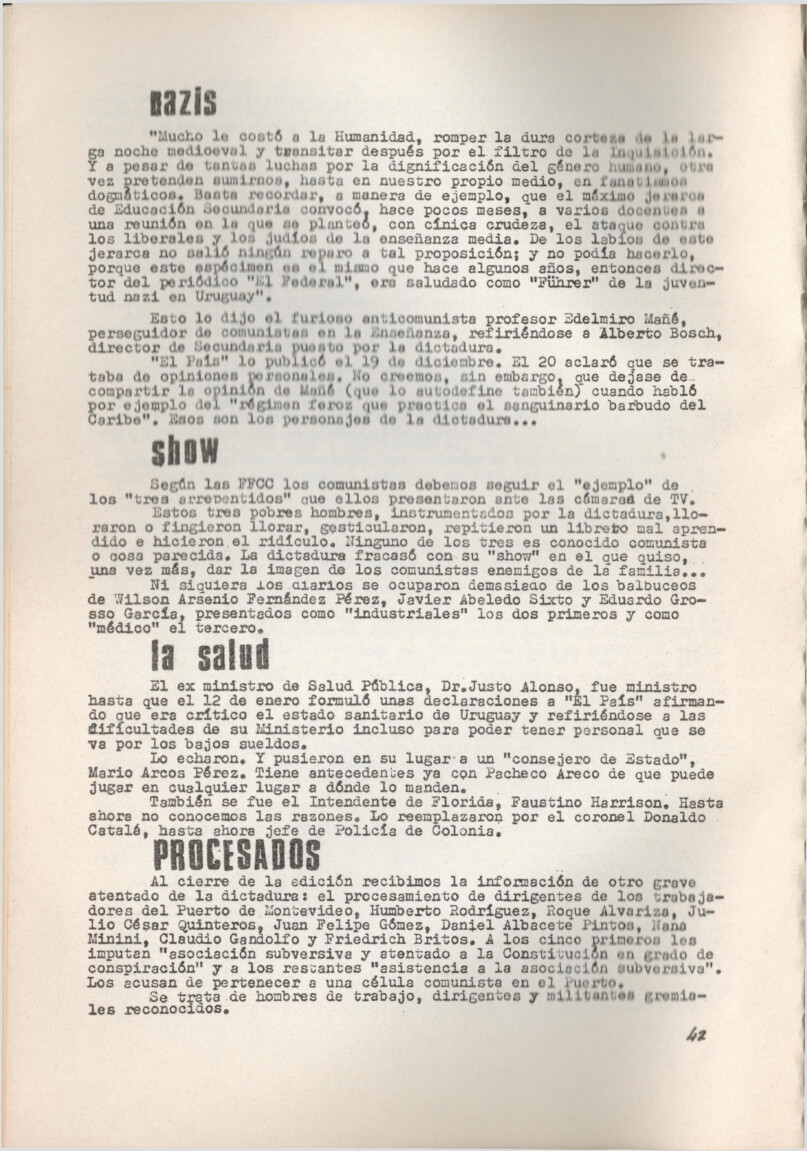 nazis
"Mucho le costó a la Humanidad, romper la dura corteza de la lar-
ga noche medioeval y transitar después por el filtro de la Inquisición.
Y a pesar de tantas luchas por la dignificación del género humano, otra
vez pretenden sumirnos, hasta en nuestro propio medio, en fanatismos
dogmáticos. Basta recordar, a manera de ejemplo, que el máximo jerarca
de Educación Secundaria convocó, hace pocos meses, a varios docentes a
una reunión en la que se planteó, con cínica crudeza, el ataque contra
los liberales y los judíos de la enseñanza media. De los labios de este
jerarca no salió ningún reparo a tal proposición; y no podía hacerlo,
porque este espécimen es el mismo que hace algunos años, entonces direc-
tor del periódico "El Federal", era saludado como "Führer" de la juven-
tud nazi en Uruguay".
Esto lo dijo el furioso anticomunista profesor Edelmiro Mañé,
perseguidor de comunistas en la Enseñanza, refiriéndose a Alberto Bosch,
director de Secundaria puesto por la dictadura.
"El País" lo publicó el 19 de diciembre. El 20 aclaró que se tra-
taba de opiniones personales. No creemos, sin embargo, que dejase de
compartir la opinión de Mañé (que lo autodefine también) cuando habló
por ejemplo del "régimen feroz que practica el sanguinario barbudo del
Caribe". Esos son los personajes de la dictadura...
show
Según las FFCC los comunistas debemos seguir el "ejemplo" de
los "tres arrepentidos" que ellos presentaron ante las cámaras de TV.
Estos tres pobres hombres, instrumentados por la dictadura,llo-
raron o fingieron llorar, gesticularon, repitieron un libreto mal apren-
dido e hicieron el ridículo. Ninguno de los tres es conocido comunista
o cosa parecida. La dictadura fracasó con su "show" en el que quiso,
una vez más, dar la imagen de los comunistas enemigos de la familia...
Ni siquiera los diarios se ocuparon demasiado de los balbuceos
de Wilson Arsenio Fernández Pérez, Javier Abeledo Sixto y Eduardo Gro-
sso García, presentados como "industriales" los dos primeros y como
"médico" el tercero.
la salud
El ex ministro de Salud Pública, Dr.Justo Alonso, fue ministro
hasta que el 12 de enero formuló unas declaraciones a "El País" afirman-
do que era crítico el estado sanitario de Uruguay y refiriéndose a las
dificultades de su Ministerio incluso para poder tener personal que se
va por los bajos sueldos.
Lo echaron. Y pusieron en su lugar a un "consejero de Estado",
Mario Arcos Pérez. Tiene antecedentes ya con Pacheco Areco de que puede
jugar en cualquier lugar a dónde lo manden.
También se fue el Intendente de Florida, Faustino Harrison. Hasta
ahora no conocemos las razones. Lo reemplazaron por el coronel Donaldo
Catalá, hasta ahora jefe de Policía de Colonia.
PROCESADOS
Al cierre de la edición recibimos la información de otro grave
atentado de la dictadura: el procesamiento de dirigentes de los trabaja-
dores del Puerto de Montevideo, Humberto Rodríguez, Roque Alvariza, Ju-
lio César Quinteros, Juan Felipe Gómez, Daniel Albacete Pintos, Nana
Minini, Claudio Gandolfo y Friedrich Britos. A los cinco primeros les
imputan "asociación subversiva y atentado a la Constitución en grado de
conspiración" y a los restantes "asistencia a la asociación subversiva".
Los acusan de pertenecer a una célula comunista en el Puerto.
Se trata de hombres de trabajo, dirigentes y militantes gremia-
les reconocidos.
42